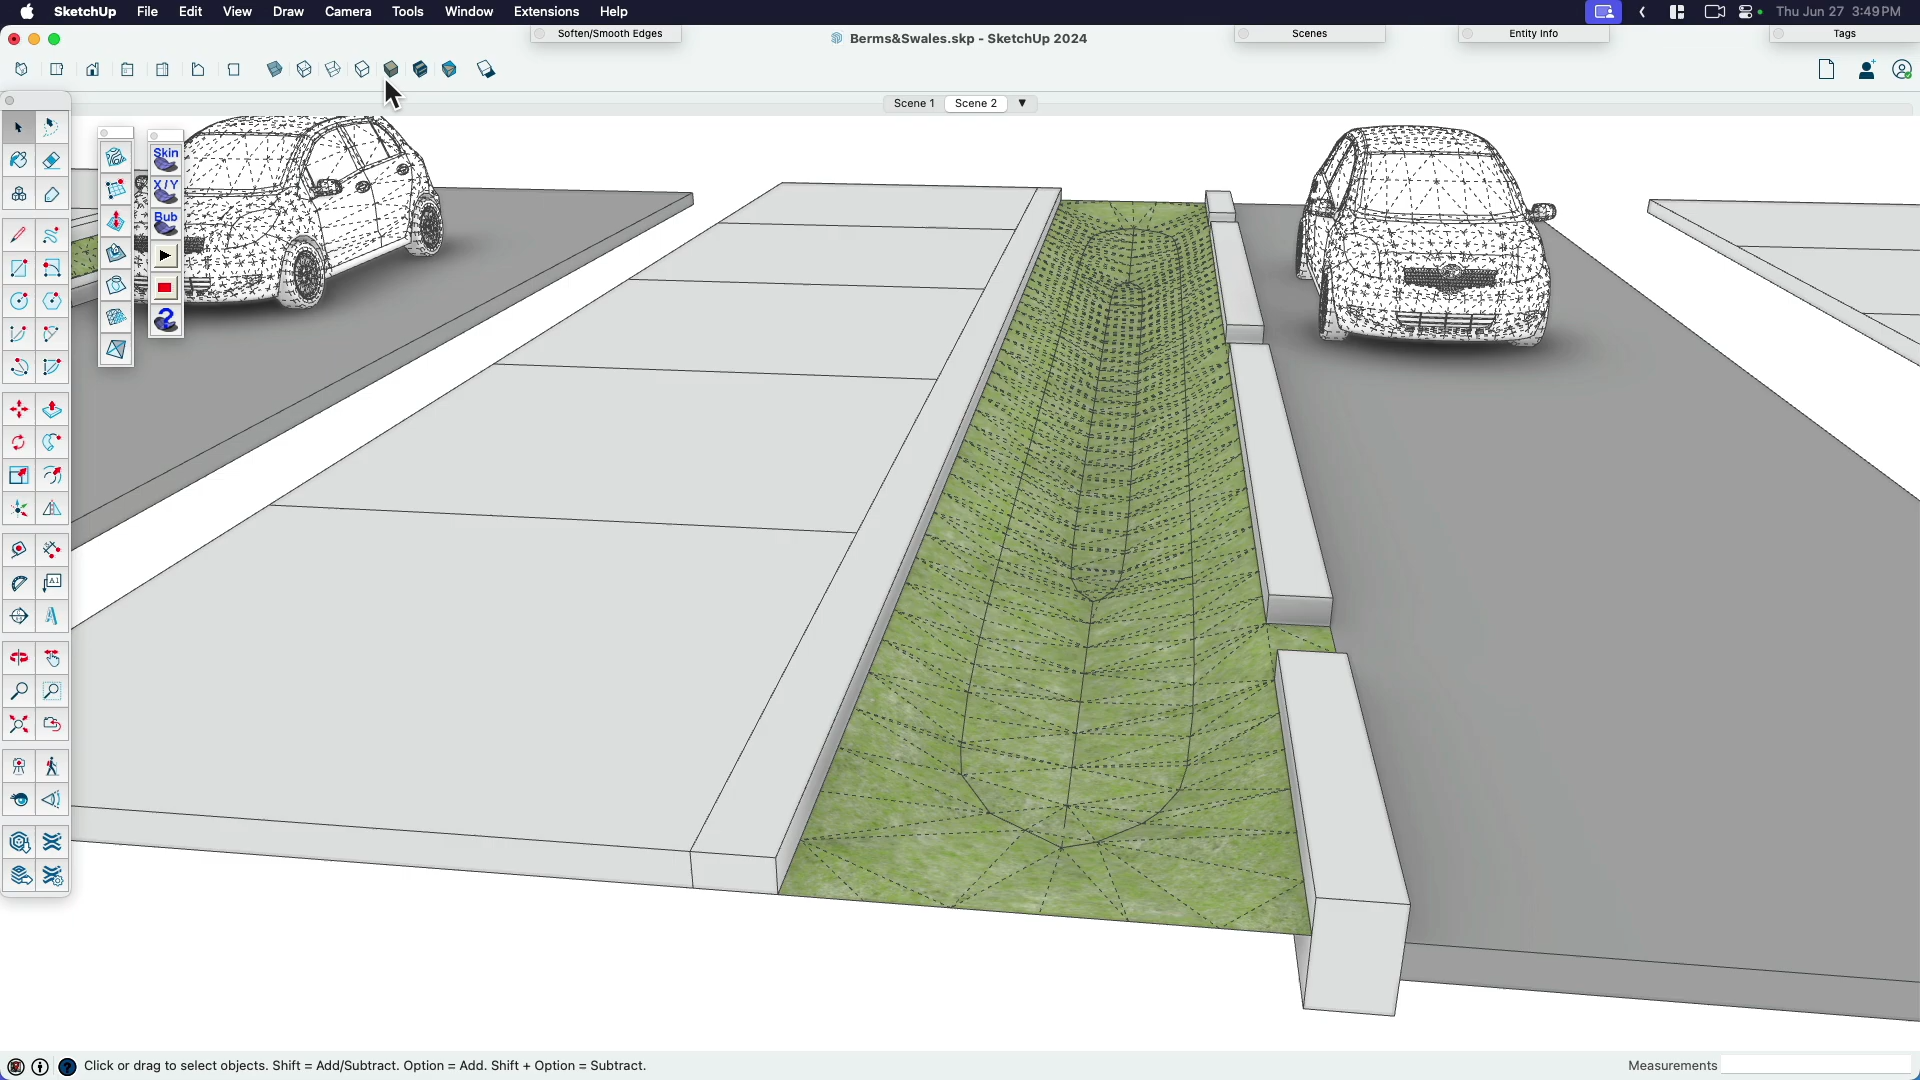 SketchUp File Edit View Draw Camera Tools Window Extensions Help Thu Jun 27 3:49 PM
Soften/Smooth Edges
Berms&Swales.skp - SketchUp 2024
Scenes
Entity Info
Tags
Scene 1 Scene 2
Skin
X/Y
Bub
?
A1
A
Click or drag to select objects. Shift = Add/Subtract. Option = Add. Shift + Option = Subtract.
Measurements